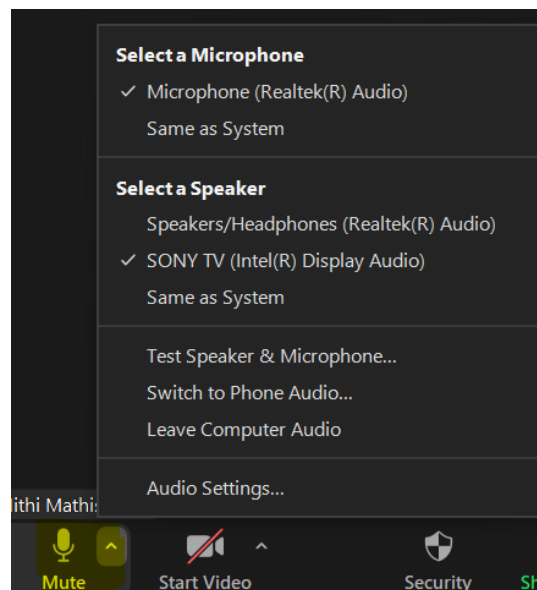 Select a Microphone
Microphone (Realtek(R) Audio)
Same as System
Select a Speaker
Speakers/Headphones (Realtek(R) Audio)
SONY TV (Intel(R) Display Audio)
Same as System
Test Speaker & Microphone...
Switch to Phone Audio...
Leave Computer Audio
Audio Settings...
Mute Start Video Security